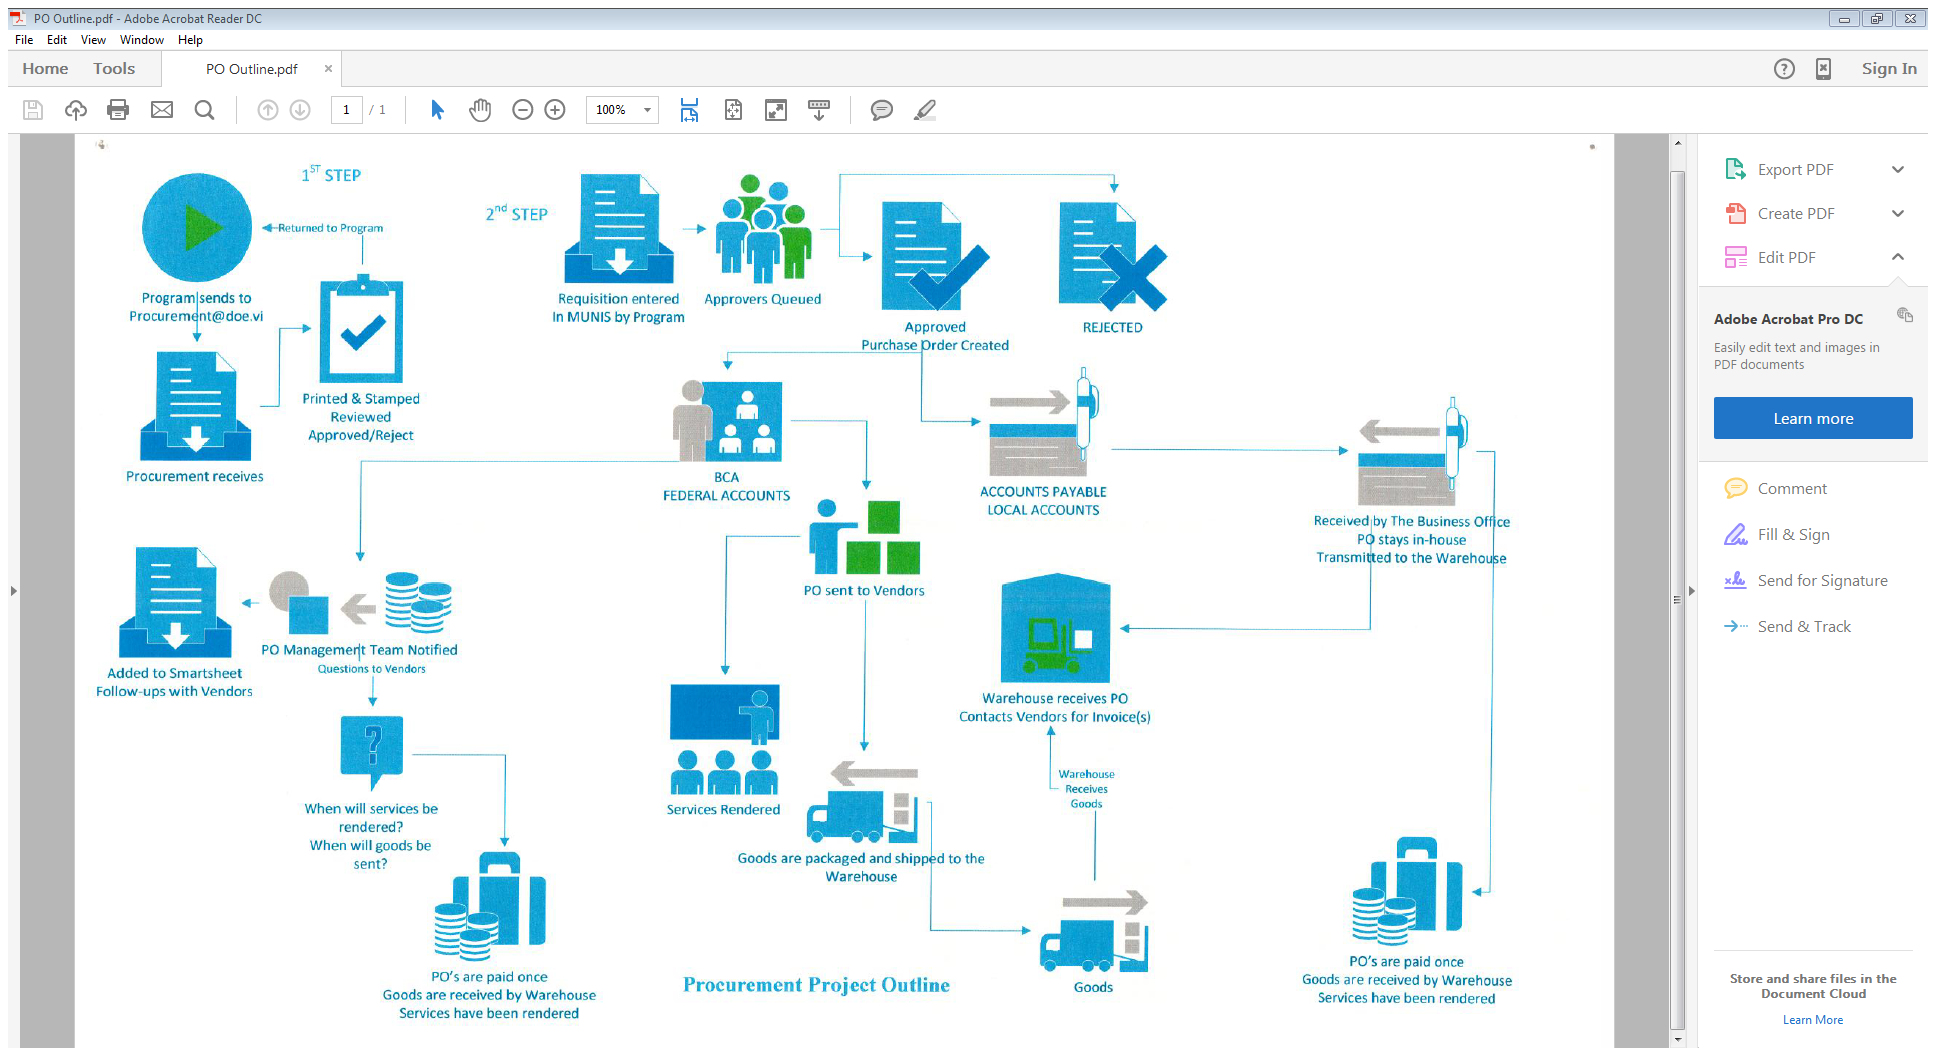 PO Outline.pdf - Adobe Acrobat Reader DC
File Edit View Window Help
Home Tools PO Outline.pdf × Sign In
1 / 1 100%
1ST STEP
Returned to Program
Program sends to
Procurement@doe.vi
Procurement receives
Printed & Stamped
Reviewed
Approved/Reject
2nd STEP
Requisition entered
In MUNIS by Program
Approvers Queued
Approved
Purchase Order Created
REJECTED
BCA
FEDERAL ACCOUNTS
ACCOUNTS PAYABLE
LOCAL ACCOUNTS
Received by The Business Office
PO stays in-house
Transmitted to the Warehouse
PO sent to Vendors
Added to Smartsheet
Follow-ups with Vendors
PO Management Team Notified
Questions to Vendors
?
When will services be
rendered?
When will goods be
sent?
PO's are paid once
Goods are received by Warehouse
Services have been rendered
Services Rendered
Goods are packaged and shipped to the
Warehouse
Warehouse receives PO
Contacts Vendors for Invoice(s)
Warehouse
Receives
Goods
Goods
PO's are paid once
Goods are received by Warehouse
Services have been rendered
Procurement Project Outline
Export PDF
Create PDF
Edit PDF
Adobe Acrobat Pro DC
Easily edit text and images in
PDF documents
Learn more
Comment
Fill & Sign
Send for Signature
Send & Track
Store and share files in the
Document Cloud
Learn More